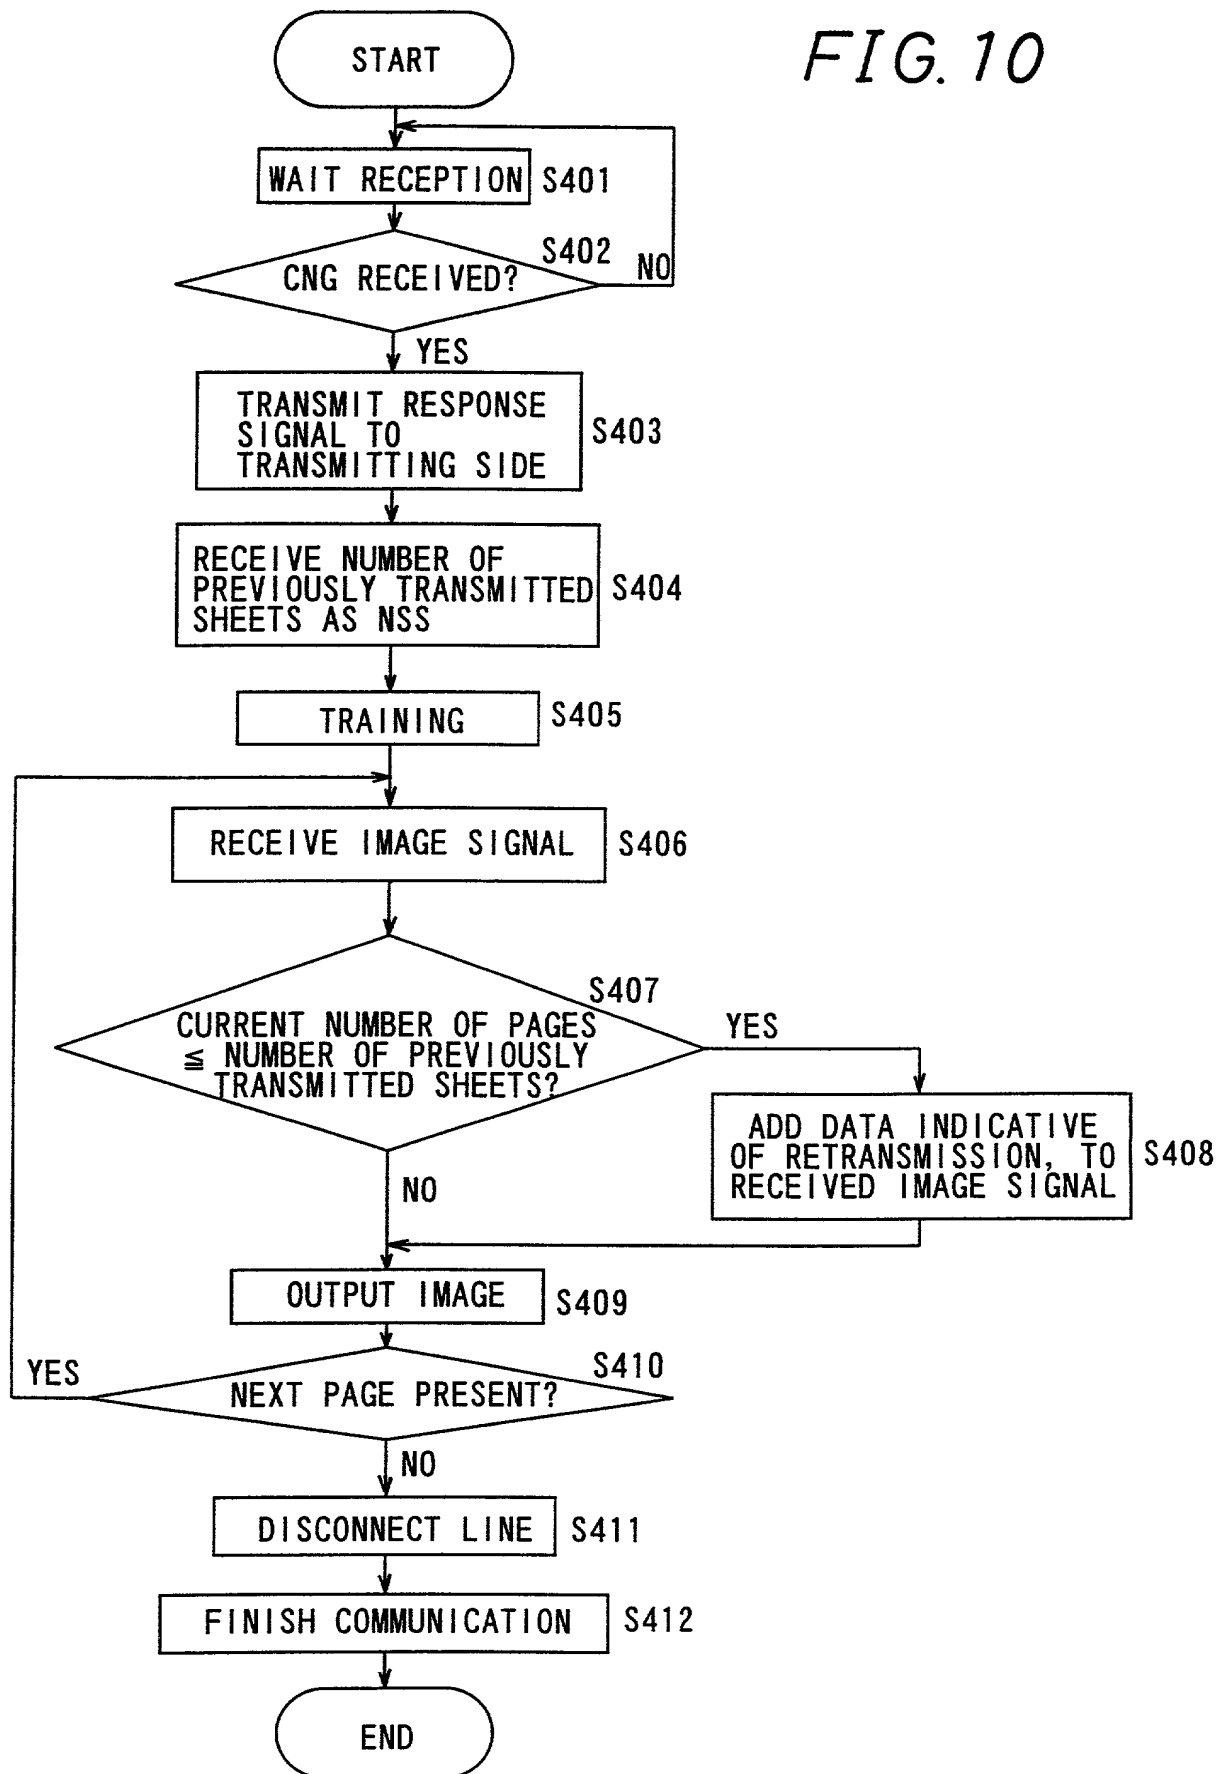 FIG. 10
START
WAIT RECEPTION
S401
S402
CNG RECEIVED?
NO
YES
TRANSMIT RESPONSE
SIGNAL TO
TRANSMITTING SIDE
S403
RECEIVE NUMBER OF
PREVIOUSLY TRANSMITTED
SHEETS AS NSS
S404
TRAINING
S405
RECEIVE IMAGE SIGNAL
S406
S407
CURRENT NUMBER OF PAGES
≦ NUMBER OF PREVIOUSLY
TRANSMITTED SHEETS?
YES
ADD DATA INDICATIVE
OF RETRANSMISSION, TO
RECEIVED IMAGE SIGNAL
S408
NO
OUTPUT IMAGE
S409
S410
NEXT PAGE PRESENT?
YES
NO
DISCONNECT LINE
S411
FINISH COMMUNICATION
S412
END